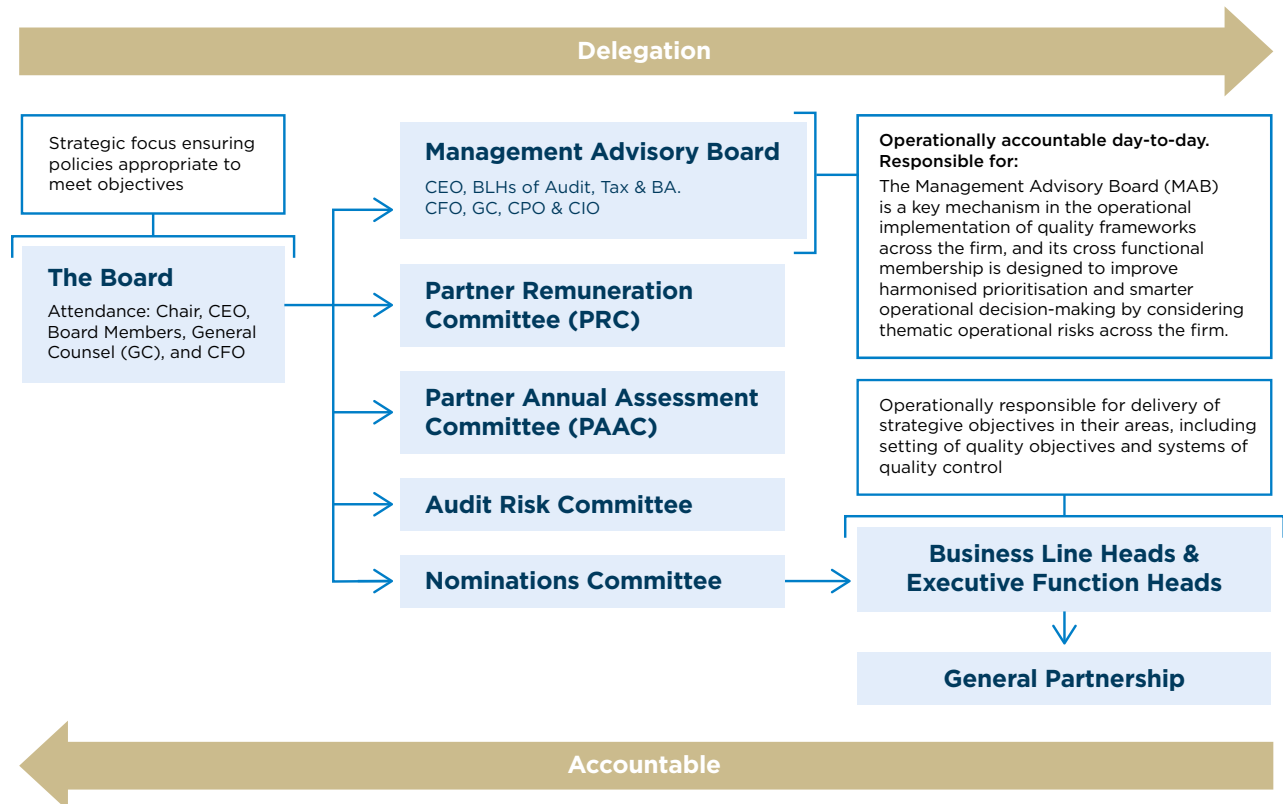 Delegation
Strategic focus ensuring
policies appropriate to
meet objectives
The Board
Attendance: Chair, CEO,
Board Members, General
Counsel (GC), and CFO
Management Advisory Board
CEO, BLHs of Audit, Tax & BA.
CFO, GC, CPO & CIO
Partner Remuneration
Committee (PRC)
Partner Annual Assessment
Committee (PAAC)
Audit Risk Committee
Nominations Committee
Operationally accountable day-to-day.
Responsible for:
The Management Advisory Board (MAB)
is a key mechanism in the operational
implementation of quality frameworks
across the firm, and its cross functional
membership is designed to improve
harmonised prioritisation and smarter
operational decision-making by considering
thematic operational risks across the firm.
Operationally responsible for delivery of
strategive objectives in their areas, including
setting of quality objectives and systems of
quality control
Business Line Heads &
Executive Function Heads
General Partnership
Accountable